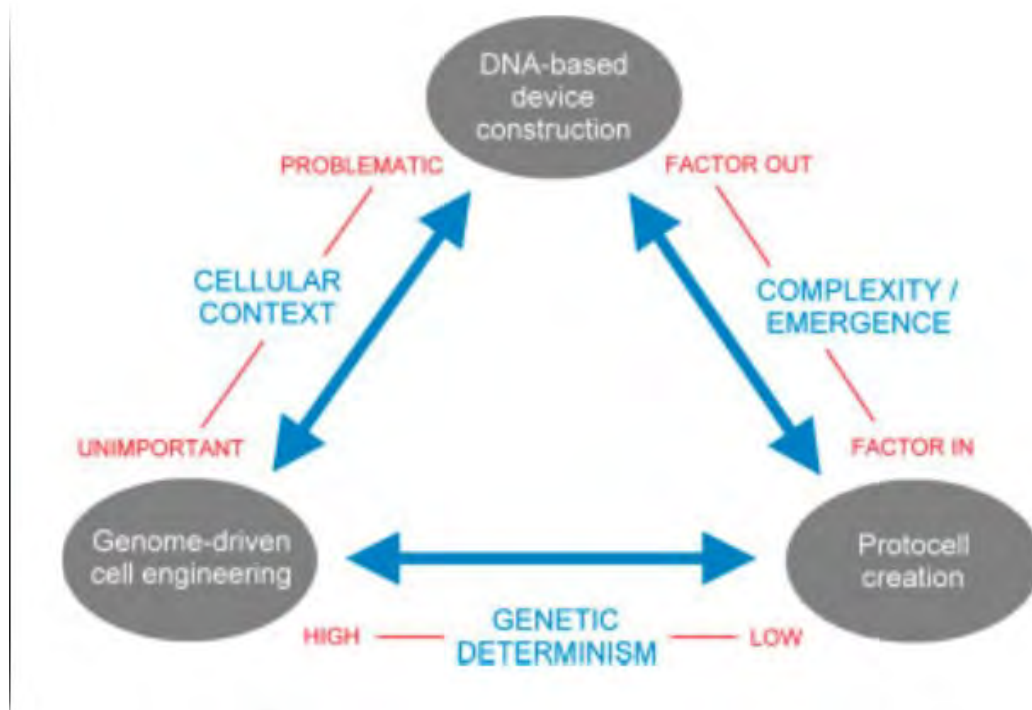 DNA-based
device
construction
PROBLEMATIC
FACTOR OUT
CELLULAR
CONTEXT
COMPLEXITY /
EMERGENCE
UNIMPORTANT
FACTOR IN
Genome-driven
cell engineering
Protocell
creation
HIGH
GENETIC
DETERMINISM
LOW